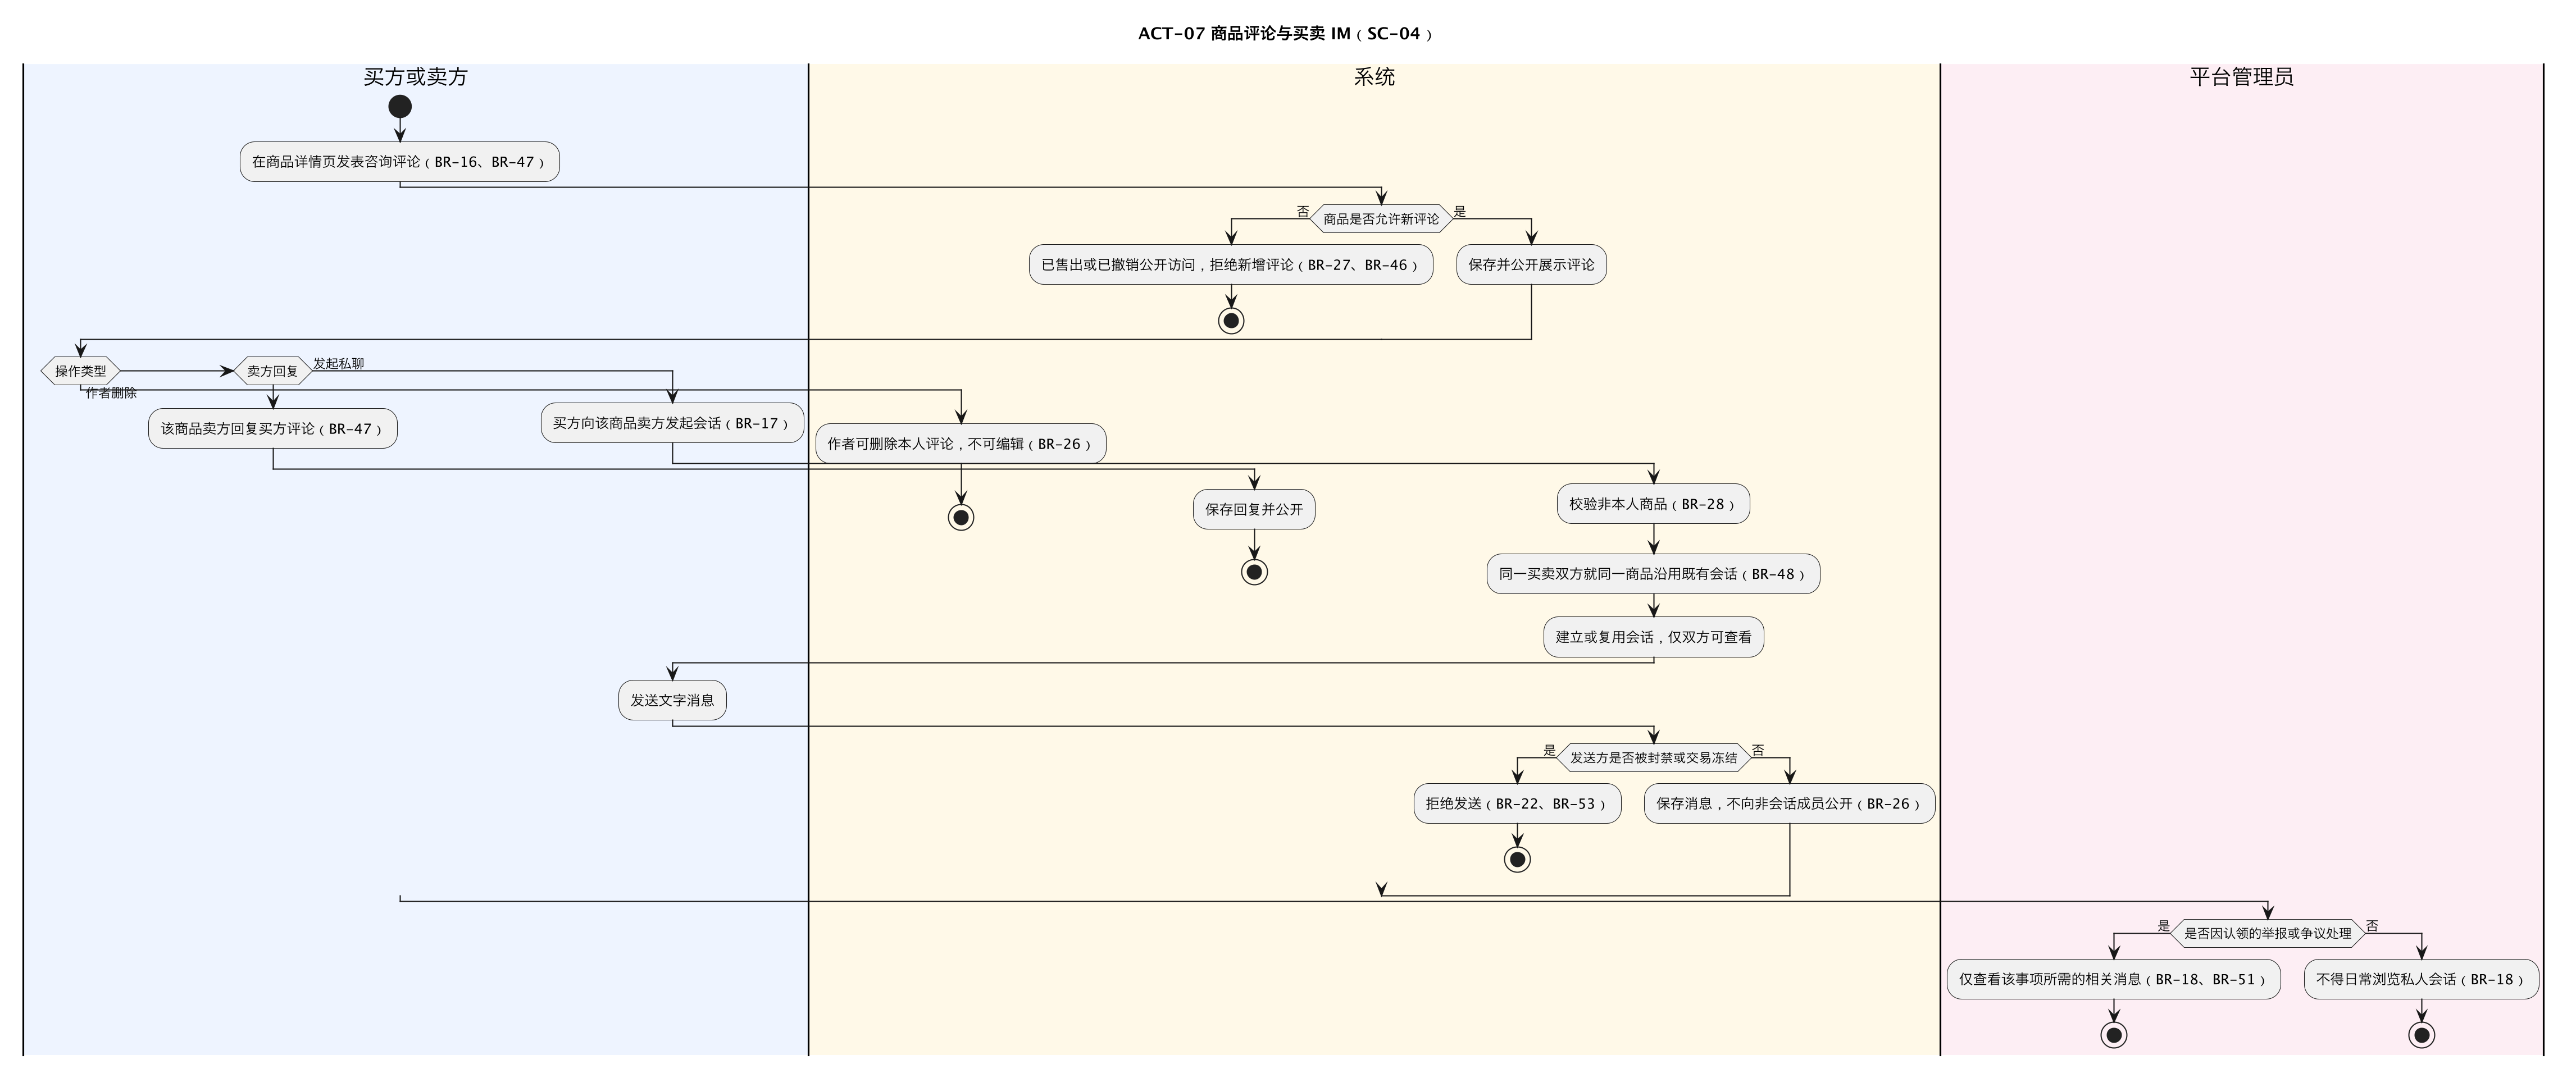 ACT-07 商品评论与买卖 IM（SC-04）
买方或卖方
系统
平台管理员
在商品详情页发表咨询评论（BR-16、BR-47）
否
商品是否允许新评论
是
已售出或已撤销公开访问，拒绝新增评论（BR-27、BR-46）
保存并公开展示评论
操作类型
作者删除
卖方回复
发起私聊
该商品卖方回复买方评论（BR-47）
买方向该商品卖方发起会话（BR-17）
作者可删除本人评论，不可编辑（BR-26）
保存回复并公开
校验非本人商品（BR-28）
同一买卖双方就同一商品沿用既有会话（BR-48）
建立或复用会话，仅双方可查看
发送文字消息
是
发送方是否被封禁或交易冻结
否
拒绝发送（BR-22、BR-53）
保存消息，不向非会话成员公开（BR-26）
是
是否因认领的举报或争议处理
否
仅查看该事项所需的相关消息（BR-18、BR-51）
不得日常浏览私人会话（BR-18）